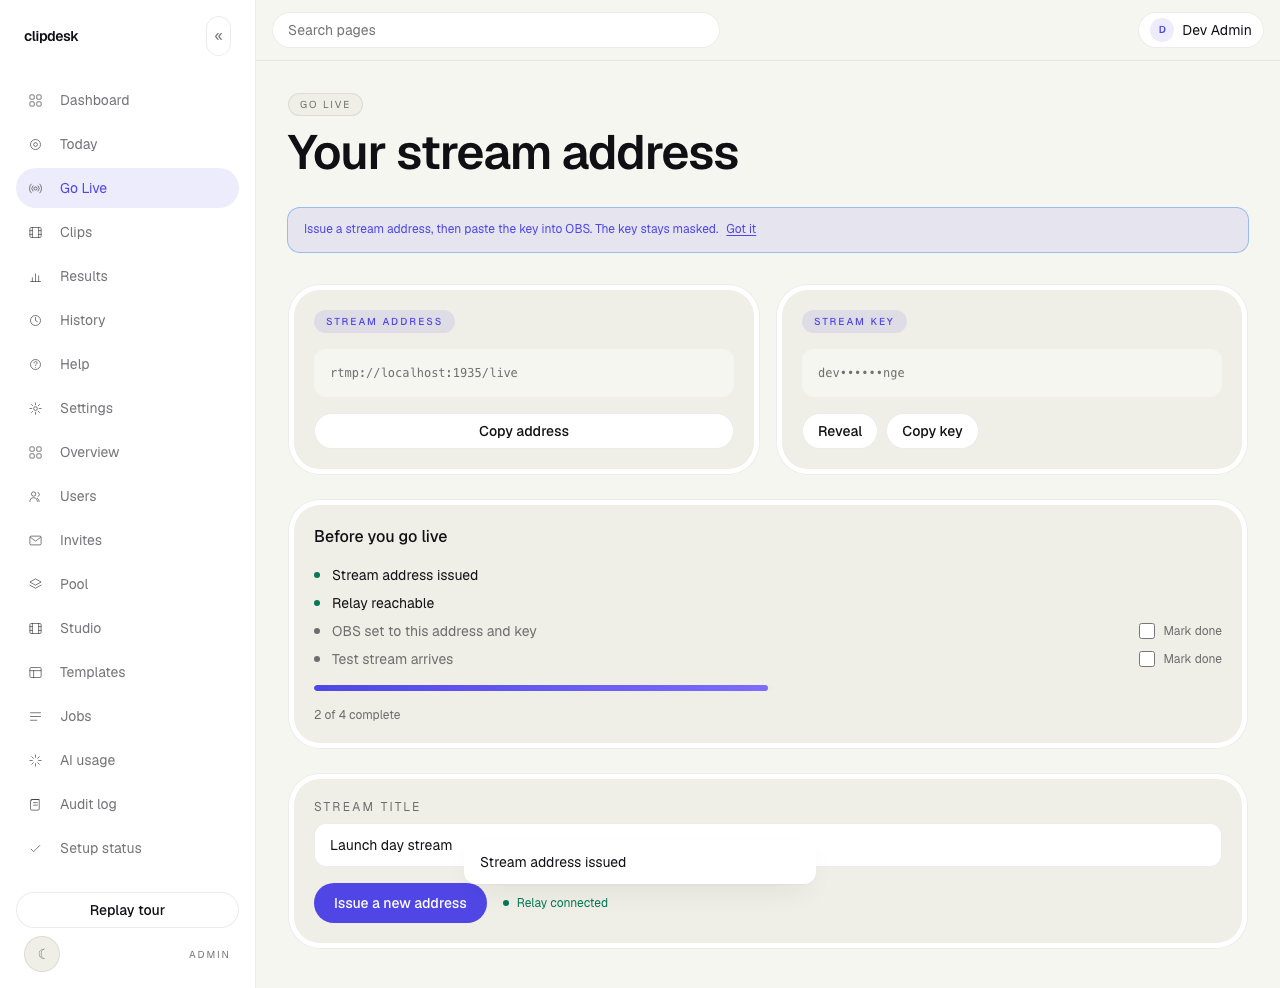 clipdesk
«
Search pages
D
Dev Admin
Dashboard
Today
Go Live
Clips
Results
History
Help
Settings
Overview
Users
Invites
Pool
Studio
Templates
Jobs
AI usage
Audit log
Setup status
Replay tour
ADMIN
GO LIVE
Your stream address
Issue a stream address, then paste the key into OBS. The key stays masked. Got it
STREAM ADDRESS
rtmp://localhost:1935/live
Copy address
STREAM KEY
dev••••••nge
Reveal
Copy key
Before you go live
Stream address issued
Relay reachable
OBS set to this address and key
Mark done
Test stream arrives
Mark done
2 of 4 complete
STREAM TITLE
Launch day stream
Stream address issued
Issue a new address
Relay connected